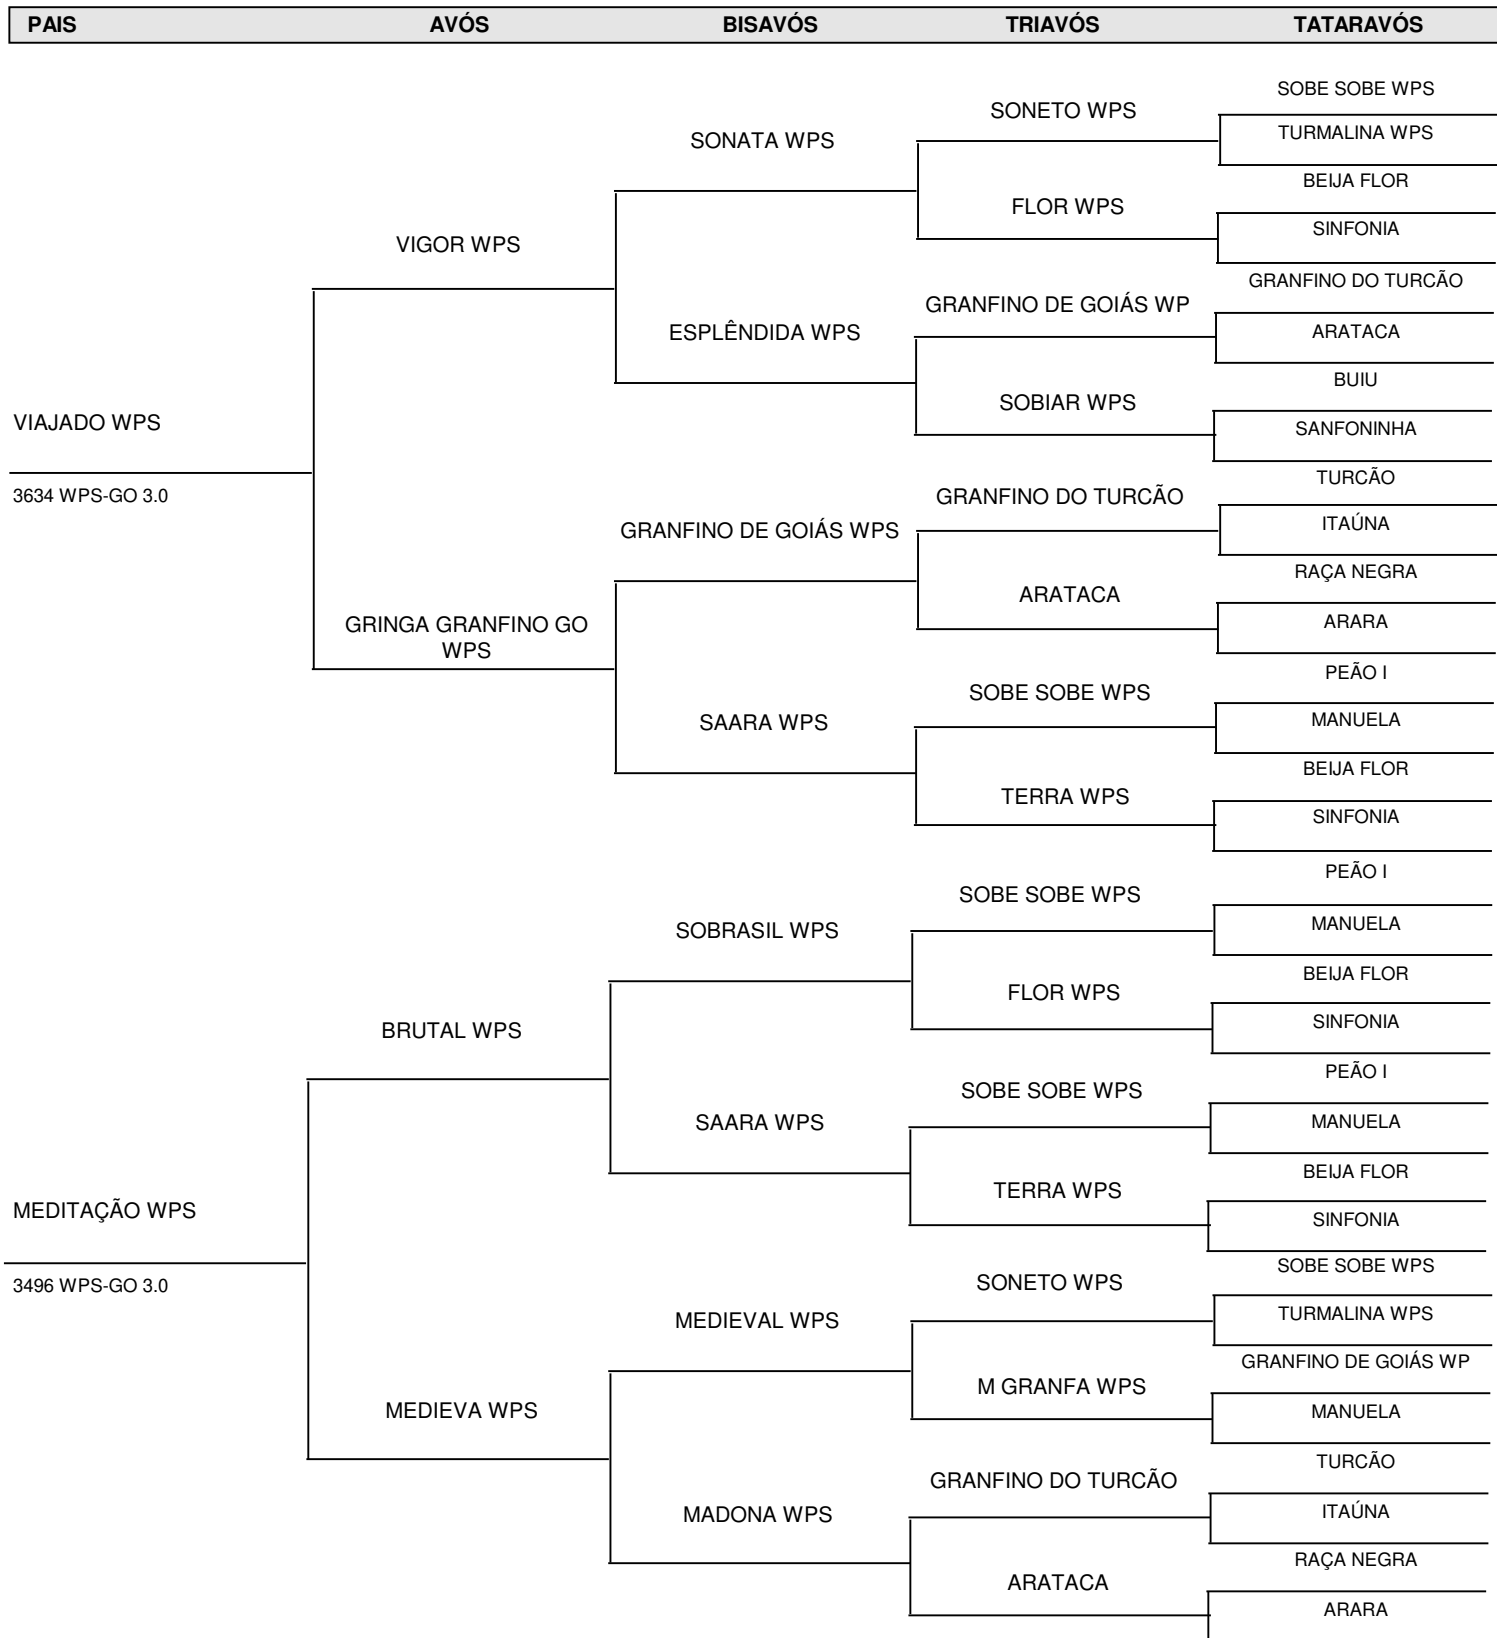 PAIS AVÓS BISAVÓS TRIAVÓS TATARAVÓS
SOBE SOBE WPS
SONETO WPS
TURMALINA WPS
SONATA WPS
BEIJA FLOR
FLOR WPS
SINFONIA
VIGOR WPS
GRANFINO DO TURCÃO
GRANFINO DE GOIÁS WP
ARATACA
ESPLÊNDIDA WPS
BUIU
SOBIAR WPS
SANFONINHA
VIAJADO WPS
3634 WPS-GO 3.0
TURCÃO
GRANFINO DO TURCÃO
ITAÚNA
GRANFINO DE GOIÁS WPS
RAÇA NEGRA
ARATACA
ARARA
GRINGA GRANFINO GO
WPS
PEÃO I
SOBE SOBE WPS
MANUELA
SAARA WPS
BEIJA FLOR
TERRA WPS
SINFONIA
PEÃO I
SOBE SOBE WPS
MANUELA
SOBRASIL WPS
BEIJA FLOR
FLOR WPS
SINFONIA
BRUTAL WPS
PEÃO I
SOBE SOBE WPS
MANUELA
SAARA WPS
BEIJA FLOR
TERRA WPS
SINFONIA
MEDITAÇÃO WPS
3496 WPS-GO 3.0
SOBE SOBE WPS
SONETO WPS
TURMALINA WPS
MEDIEVAL WPS
GRANFINO DE GOIÁS WP
M GRANFA WPS
MANUELA
MEDIEVA WPS
TURCÃO
GRANFINO DO TURCÃO
ITAÚNA
MADONA WPS
RAÇA NEGRA
ARATACA
ARARA